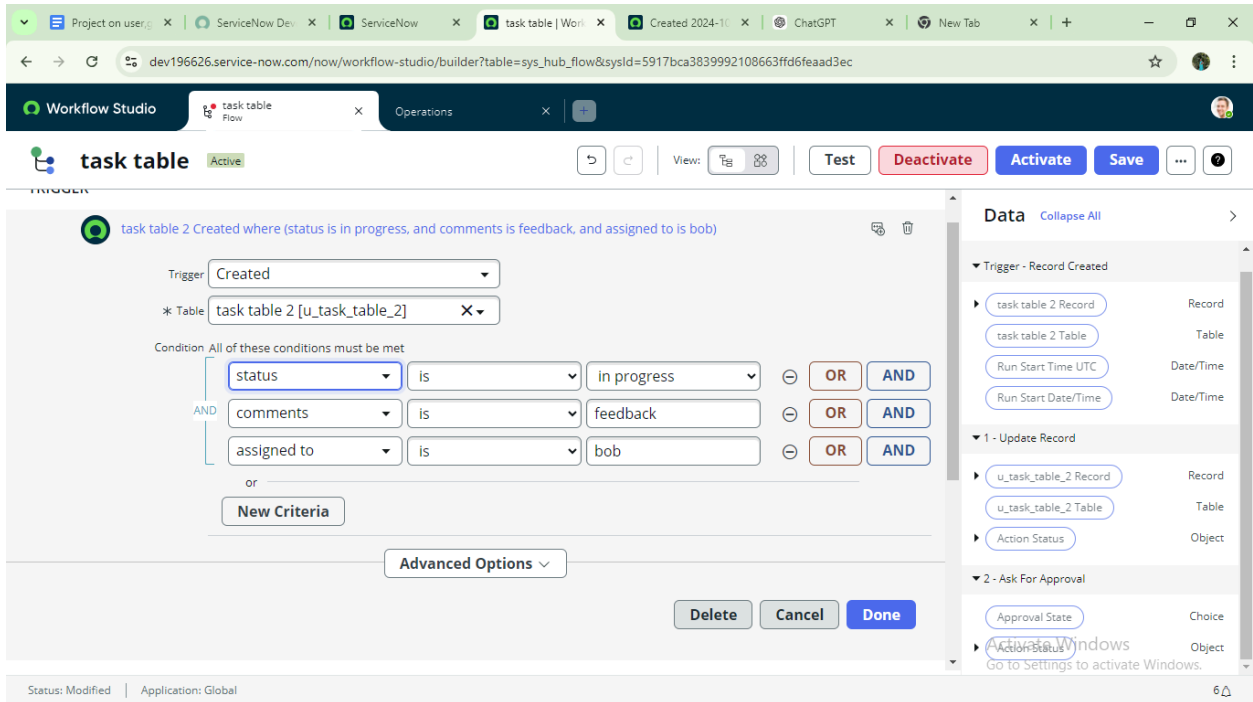 Project on user,g
ServiceNow Dev
ServiceNow
task table | Work
Created 2024-10
ChatGPT
New Tab
dev196626.service-now.com/now/workflow-studio/builder?table=sys_hub_flow&sysId=5917bca3839992108663ffd6feaad3ec
Workflow Studio
task table
Flow
Operations
task table Active
View:
Test
Deactivate
Activate
Save
TRIGGER
task table 2 Created where (status is in progress, and comments is feedback, and assigned to is bob)
Trigger Created
* Table task table 2 [u_task_table_2]
Condition All of these conditions must be met
status is in progress OR AND
AND
comments is feedback OR AND
assigned to is bob OR AND
or
New Criteria
Advanced Options
Delete Cancel Done
Data Collapse All
Trigger - Record Created
task table 2 Record Record
task table 2 Table Table
Run Start Time UTC Date/Time
Run Start Date/Time Date/Time
1 - Update Record
u_task_table_2 Record Record
u_task_table_2 Table Table
Action Status Object
2 - Ask For Approval
Approval State Choice
Action Status Object
Activate Windows
Go to Settings to activate Windows.
Status: Modified Application: Global
6